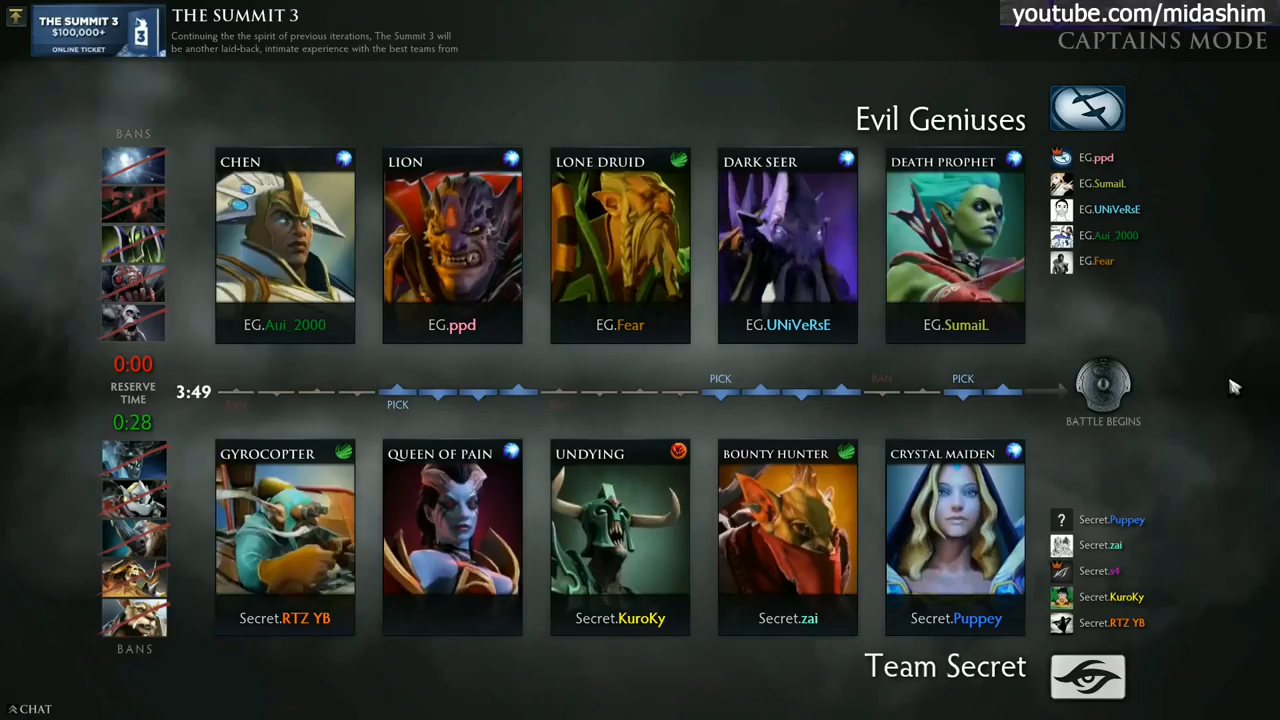 THE SUMMIT 3
$100,000+
ONLINE TICKET
3
THE SUMMIT 3
Continuing the the spirit of previous iterations, The Summit 3 will
be another laid-back, intimate experience with the best teams from
youtube.com/midashim
CAPTAINS MODE
Evil Geniuses
BANS
CHEN
LION
LONE DRUID
DARK SEER
DEATH PROPHET
EG.Aui_2000
EG.ppd
EG.Fear
EG.UNiVeRsE
EG.SumaiL
EG.ppd
EG.SumaiL
EG.UNiVeRsE
EG.Aui_2000
EG.Fear
0:00
RESERVE
TIME
0:28
3:49
BAN
PICK
BAN
PICK
BAN
PICK
BATTLE BEGINS
GYROCOPTER
QUEEN OF PAIN
UNDYING
BOUNTY HUNTER
CRYSTAL MAIDEN
Secret.RTZ YB
Secret.KuroKy
Secret.zai
Secret.Puppey
?
Secret.Puppey
Secret.zai
Secret.s4
Secret.KuroKy
Secret.RTZ YB
BANS
Team Secret
CHAT